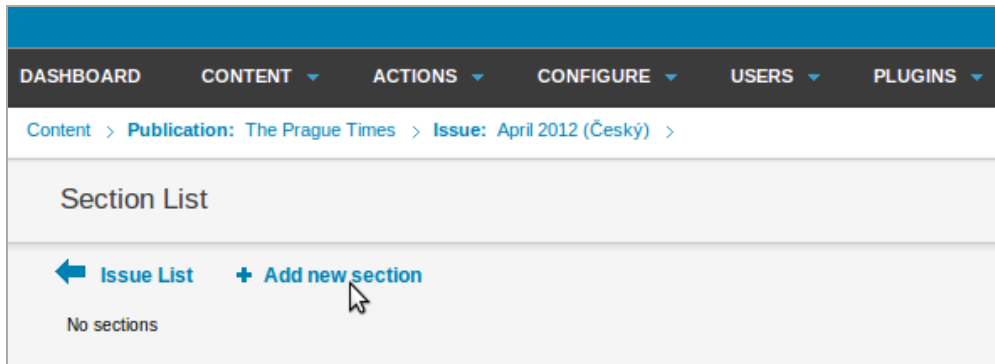 DASHBOARD CONTENT ACTIONS CONFIGURE USERS PLUGINS
Content > Publication: The Prague Times > Issue: April 2012 (Český) >
Section List
Issue List + Add new section
No sections